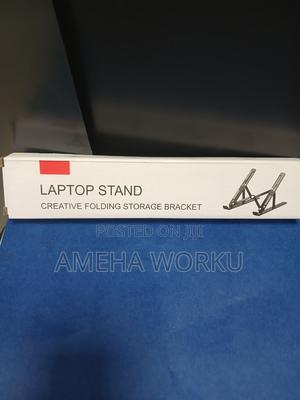 LAPTOP STAND
CREATIVE FOLDING STORAGE BRACKET
POSTED ON JIJI
AMEHA WORKU